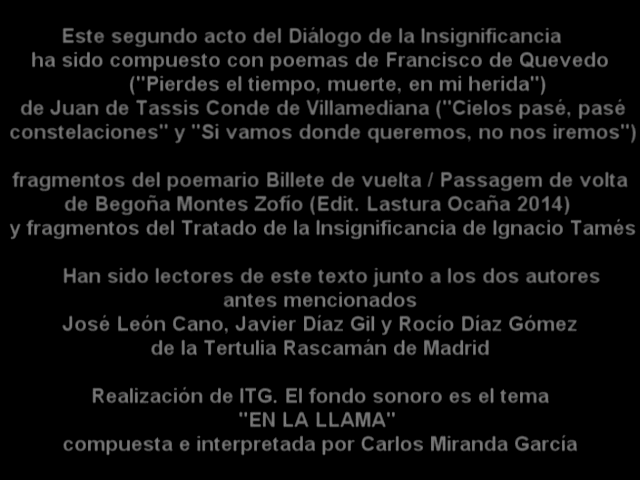 Este segundo acto del Diálogo de la Insignificancia
ha sido compuesto con poemas de Francisco de Quevedo
("Pierdes el tiempo, muerte, en mi herida")
de Juan de Tassis Conde de Villamediana ("Cielos pasé, pasé
constelaciones" y "Si vamos donde queremos, no nos iremos")
fragmentos del poemario Billete de vuelta / Passagem de volta
de Begoña Montes Zofío (Edit. Lastura Ocaña 2014)
y fragmentos del Tratado de la Insignificancia de Ignacio Tamés
Han sido lectores de este texto junto a los dos autores
antes mencionados
José León Cano, Javier Díaz Gil y Rocío Díaz Gómez
de la Tertulia Rascamán de Madrid
Realización de ITG. El fondo sonoro es el tema
"EN LA LLAMA"
compuesta e interpretada por Carlos Miranda García